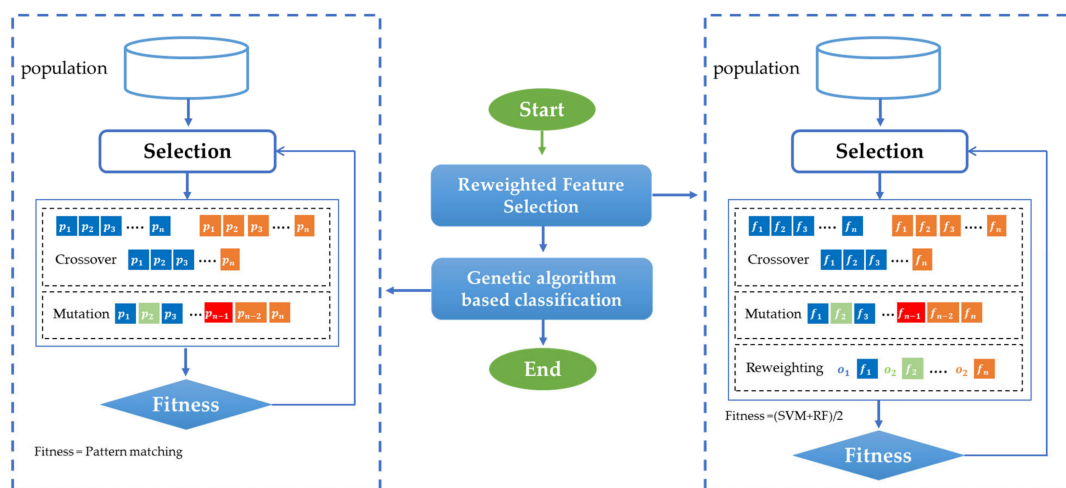 population
Selection
p₁ p₂ p₃ .... pₙ p₁ p₂ p₃ .... pₙ
Crossover p₁ p₂ p₃ .... pₙ
Mutation p₁ p₂ p₃ ... pₙ₋₁ pₙ₋₂ pₙ
Fitness
Fitness = Pattern matching
Start
Reweighted Feature
Selection
Genetic algorithm
based classification
End
population
Selection
f₁ f₂ f₃ .... fₙ f₁ f₂ f₃ .... fₙ
Crossover f₁ f₂ f₃ .... fₙ
Mutation f₁ f₂ f₃ ... fₙ₋₁ fₙ₋₂ fₙ
Reweighting o₁ f₁ o₂ f₂ .... o₂ fₙ
Fitness =(SVM+RF)/2
Fitness